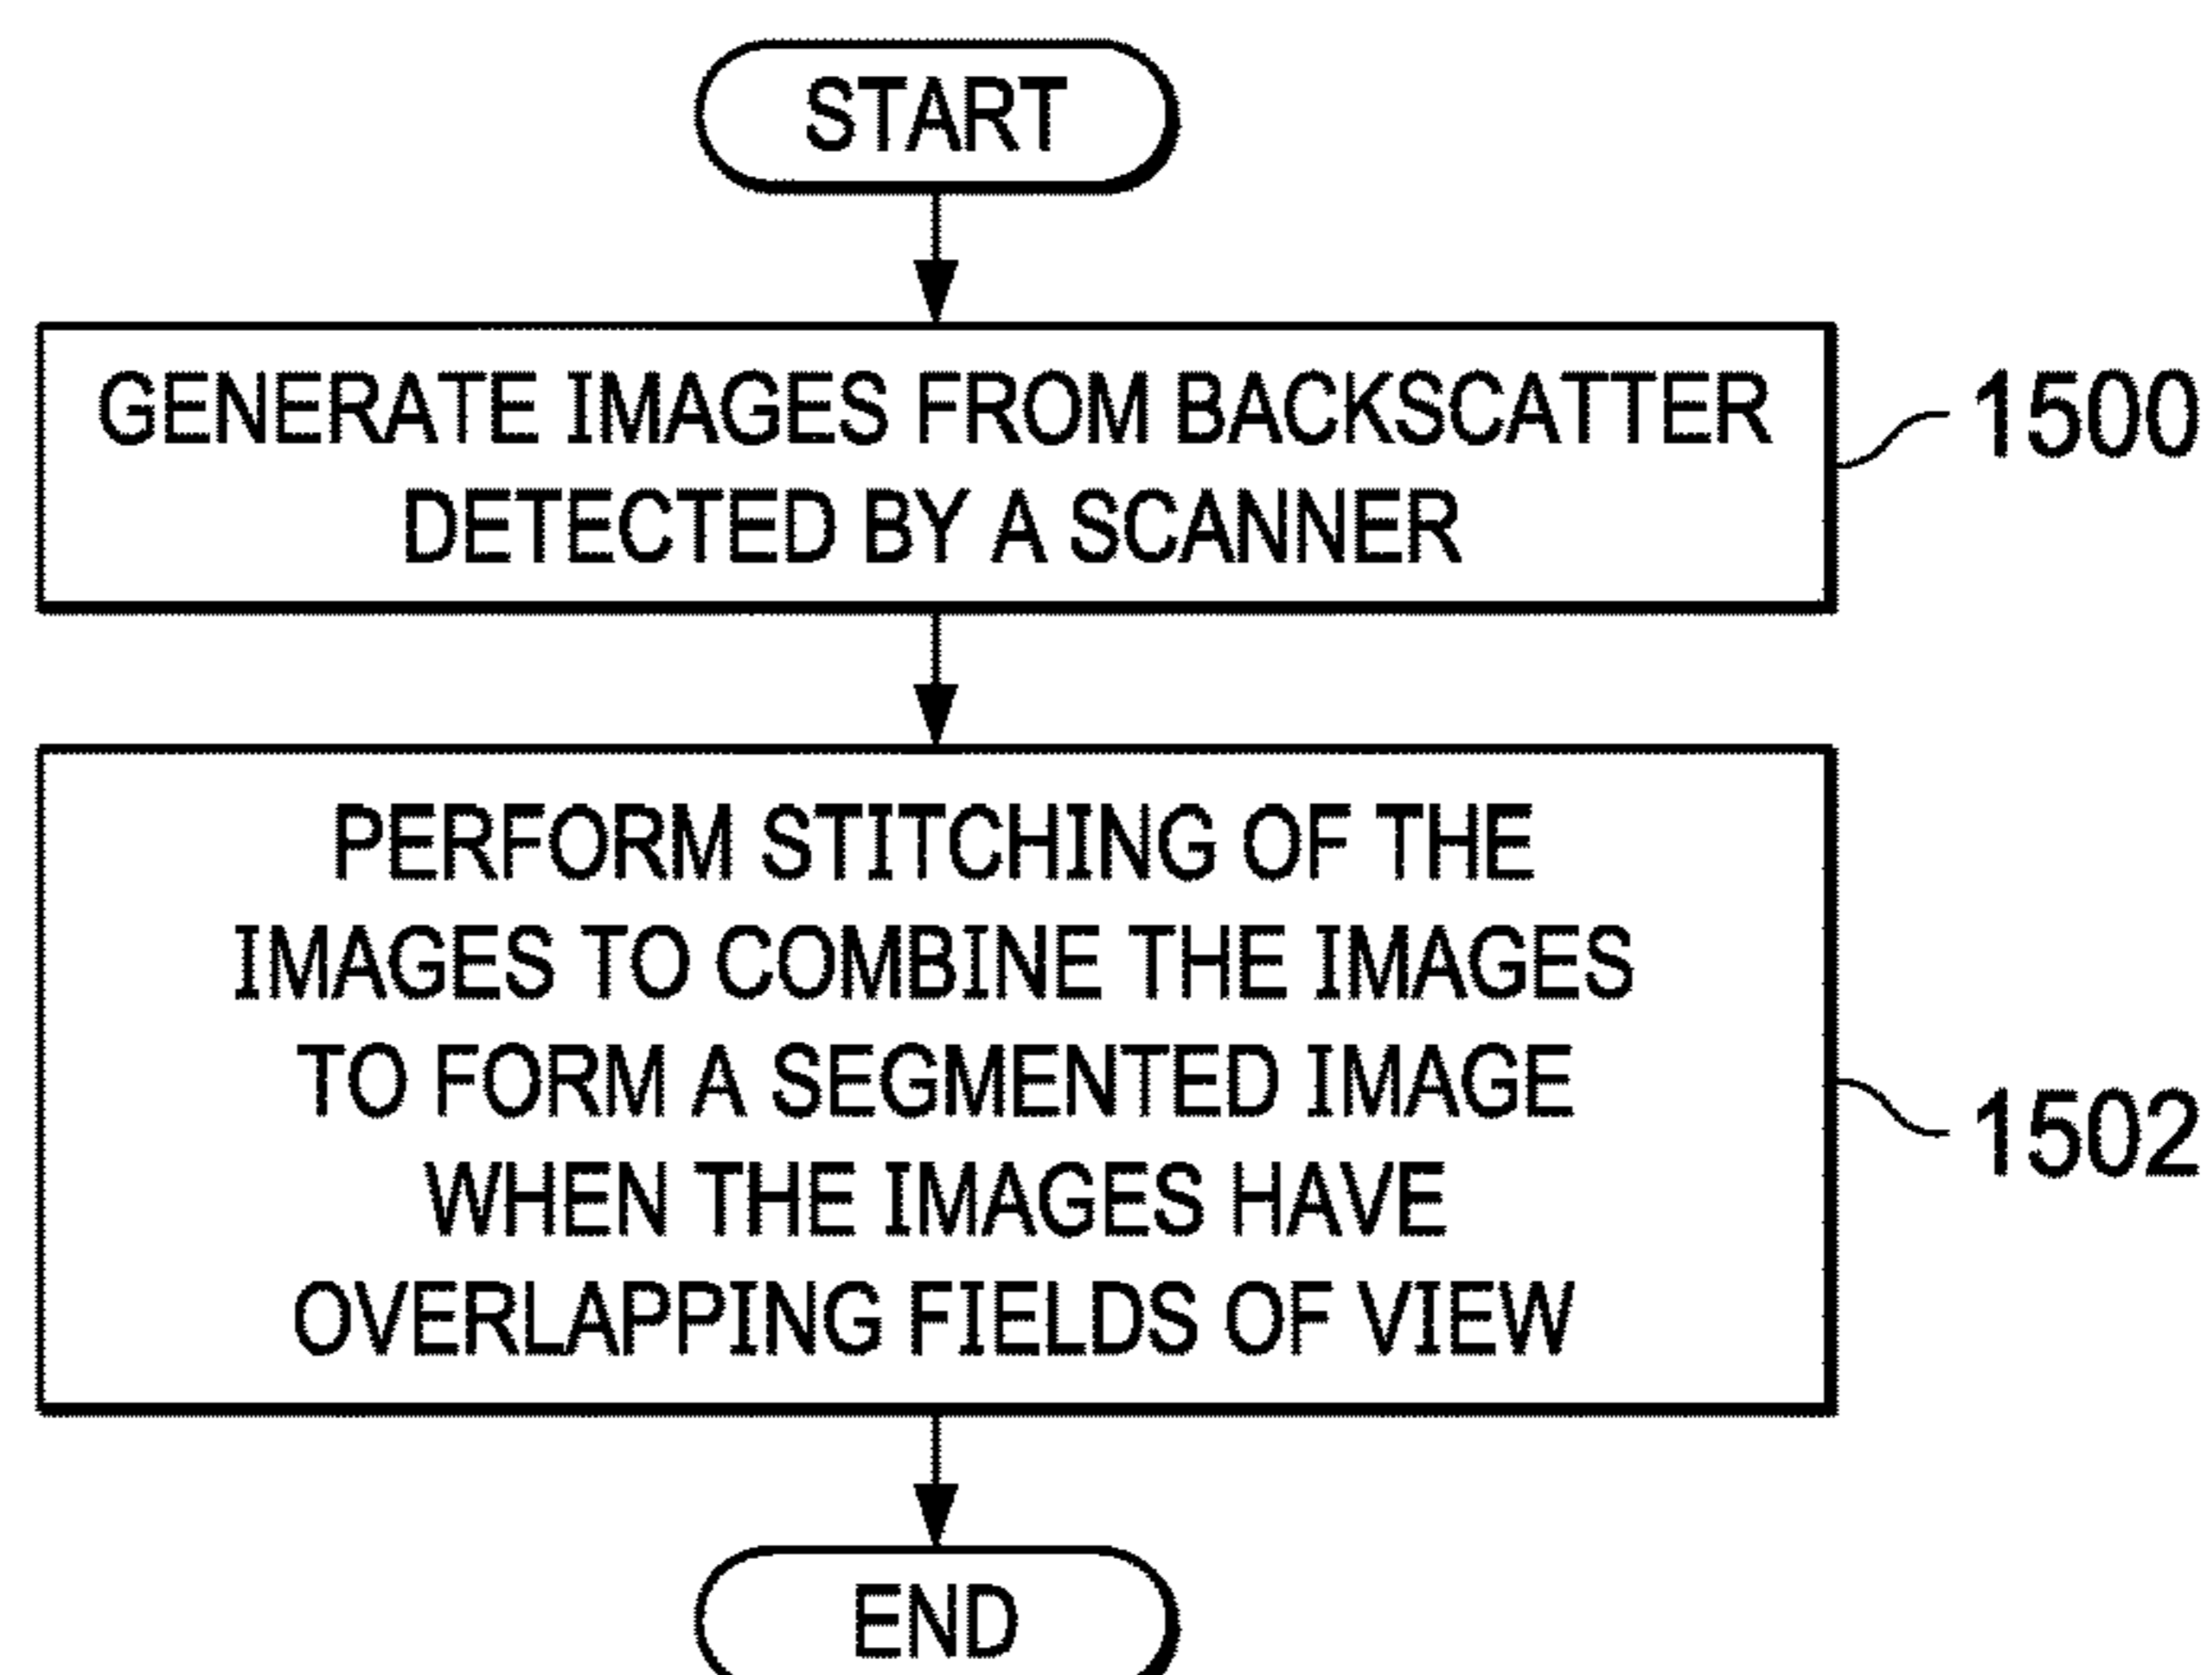 START
GENERATE IMAGES FROM BACKSCATTER
DETECTED BY A SCANNER
1500
PERFORM STITCHING OF THE
IMAGES TO COMBINE THE IMAGES
TO FORM A SEGMENTED IMAGE
WHEN THE IMAGES HAVE
OVERLAPPING FIELDS OF VIEW
1502
END